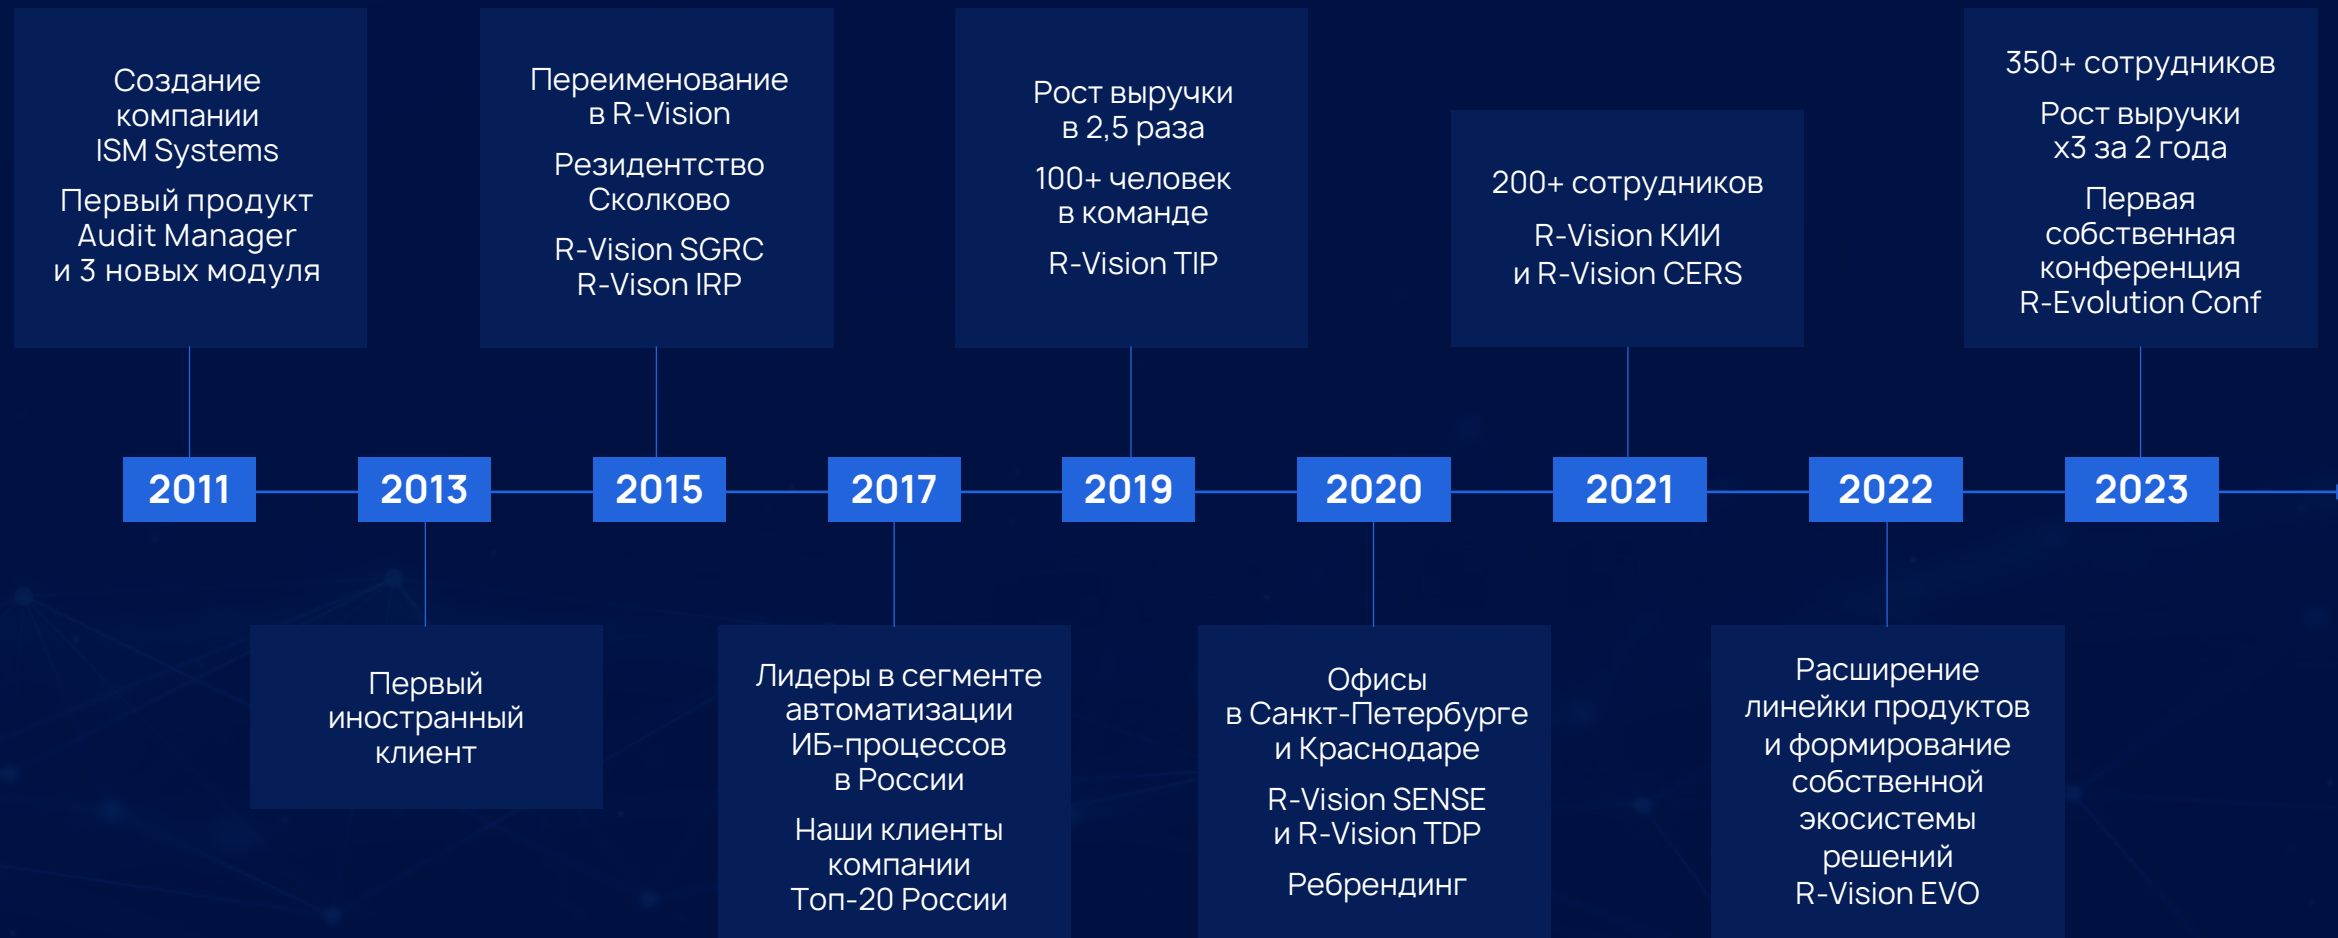 Создание
компании
ISM Systems
Первый продукт
Audit Manager
и 3 новых модуля
Переименование
в R-Vision
Резидентство
Сколково
R-Vision SGRC
R-Vison IRP
Рост выручки
в 2,5 раза
100+ человек
в команде
R-Vision TIP
200+ сотрудников
R-Vision КИИ
и R-Vision CERS
350+ сотрудников
Рост выручки
х3 за 2 года
Первая
собственная
конференция
R-Evolution Conf
2011
2013
2015
2017
2019
2020
2021
2022
2023
Первый
иностранный
клиент
Лидеры в сегменте
автоматизации
ИБ-процессов
в России
Наши клиенты
компании
Топ-20 России
Офисы
в Санкт-Петербурге
и Краснодаре
R-Vision SENSE
и R-Vision TDP
Ребрендинг
Расширение
линейки продуктов
и формирование
собственной
экосистемы
решений
R-Vision EVO